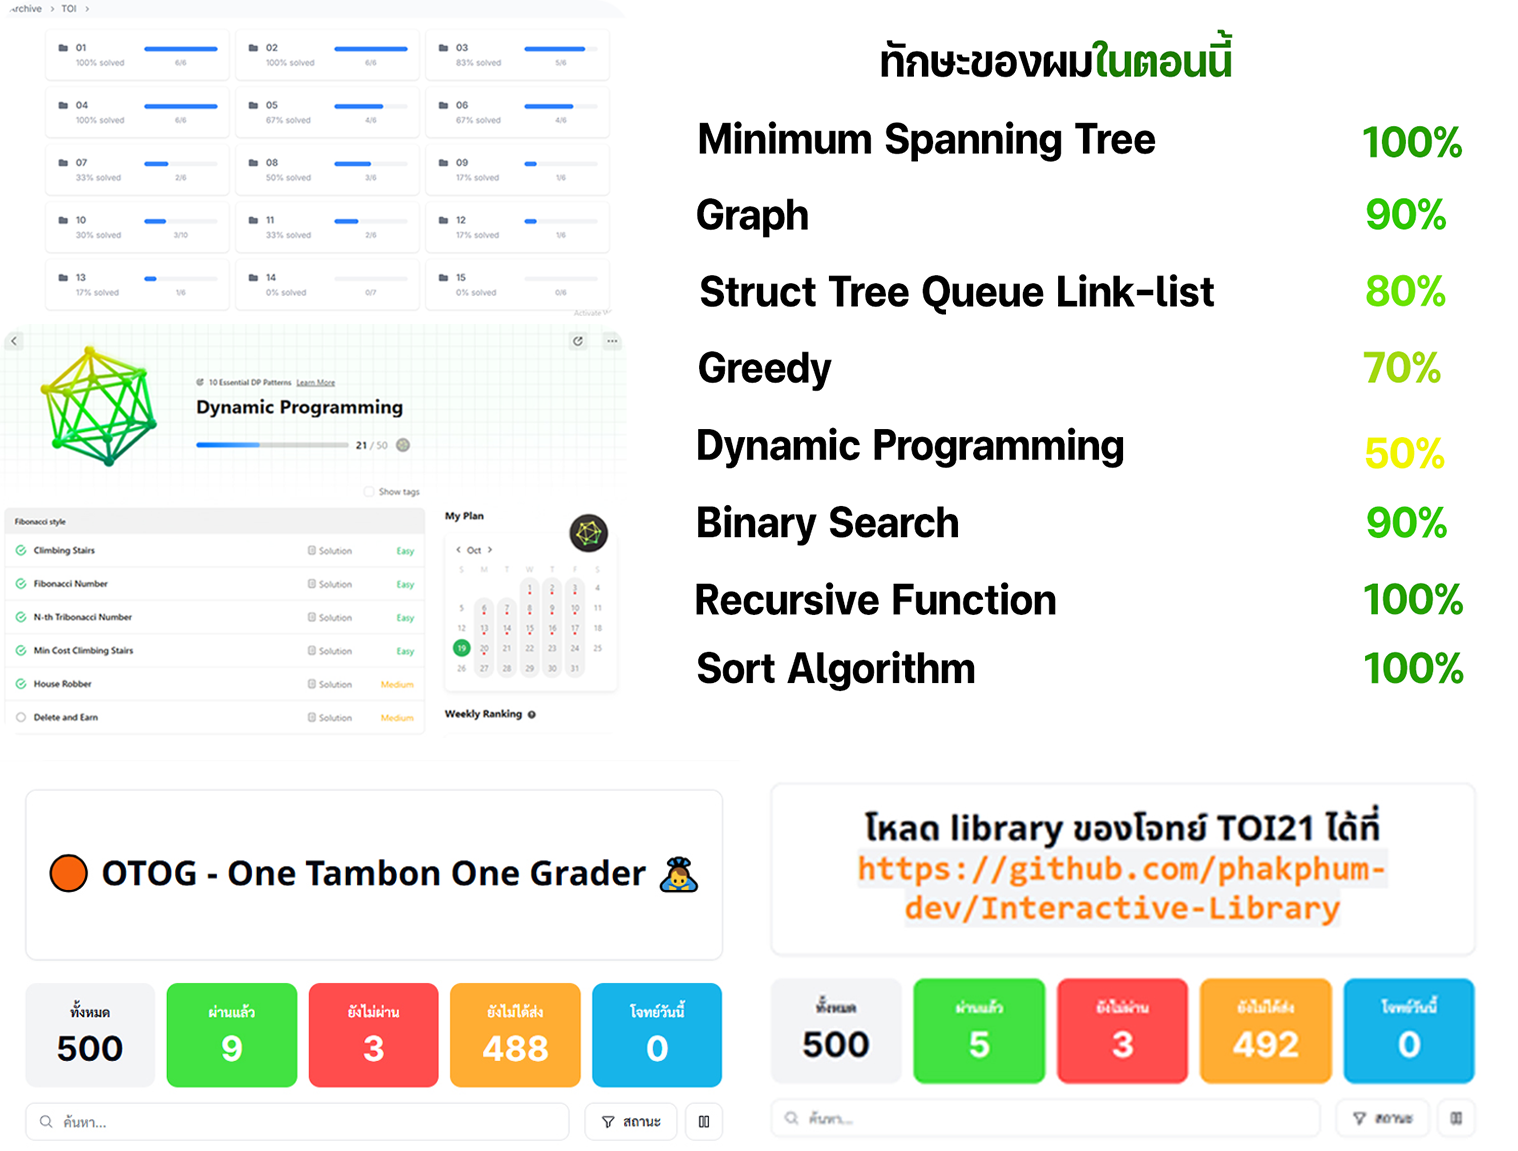 Archive > TOI >
01
100% solved 6/6
02
100% solved 6/6
03
83% solved 5/6
04
100% solved 6/6
05
67% solved 4/6
06
67% solved 4/6
07
33% solved 2/6
08
50% solved 3/6
09
17% solved 1/6
10
30% solved 3/10
11
33% solved 2/6
12
17% solved 1/6
13
17% solved 1/6
14
0% solved 0/7
15
0% solved 0/6
Activate W
10 Essential DP Patterns Learn More
Dynamic Programming
21 / 50
Show tags
Fibonacci style
Climbing Stairs Solution Easy
Fibonacci Number Solution Easy
N-th Tribonacci Number Solution Easy
Min Cost Climbing Stairs Solution Easy
House Robber Solution Medium
Delete and Earn Solution Medium
My Plan
< Oct >
S M T W T F S
1 2 3 4
5 6 7 8 9 10 11
12 13 14 15 16 17 18
19 20 21 22 23 24 25
26 27 28 29 30 31
Weekly Ranking ?
ทักษะของผมในตอนนี้
Minimum Spanning Tree 100%
Graph 90%
Struct Tree Queue Link-list 80%
Greedy 70%
Dynamic Programming 50%
Binary Search 90%
Recursive Function 100%
Sort Algorithm 100%
OTOG - One Tambon One Grader
ทั้งหมด
500
ผ่านแล้ว
9
ยังไม่ผ่าน
3
ยังไม่ได้ส่ง
488
โจทย์วันนี้
0
ค้นหา...
สถานะ
โหลด library ของโจทย์ TOI21 ได้ที่
https://github.com/phakphum-
dev/Interactive-Library
ทั้งหมด
500
ผ่านแล้ว
5
ยังไม่ผ่าน
3
ยังไม่ได้ส่ง
492
โจทย์วันนี้
0
ค้นหา...
สถานะ